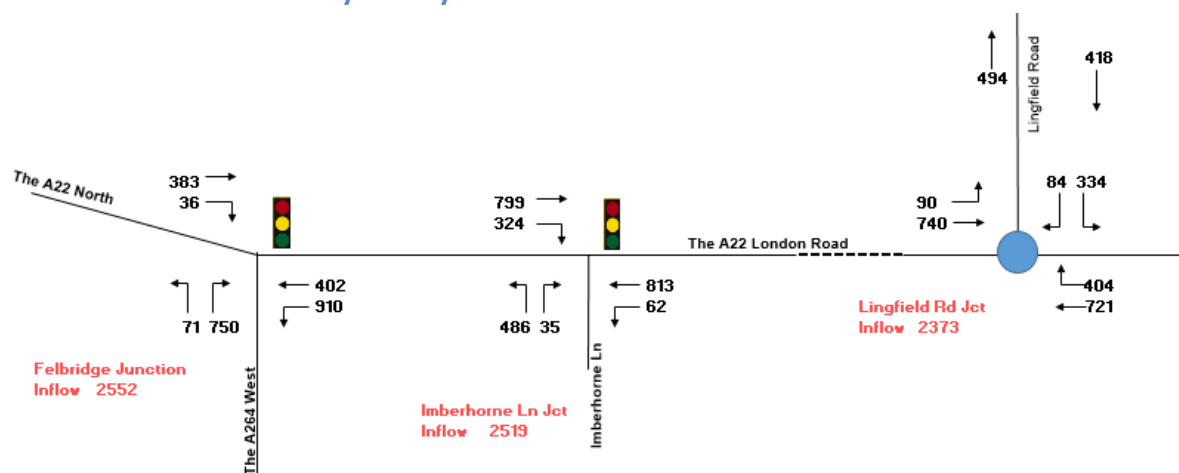 494
418
Lingfield Road
The A22 North
383
36
799
324
90
740
84 334
The A22 London Road
71 750
402
910
486 35
813
62
404
721
Lingfield Rd Jct
Inflow 2373
Felbridge Junction
Inflow 2552
Imberhorne Ln Jct
Inflow 2519
The A264 West
Imberhorne Ln